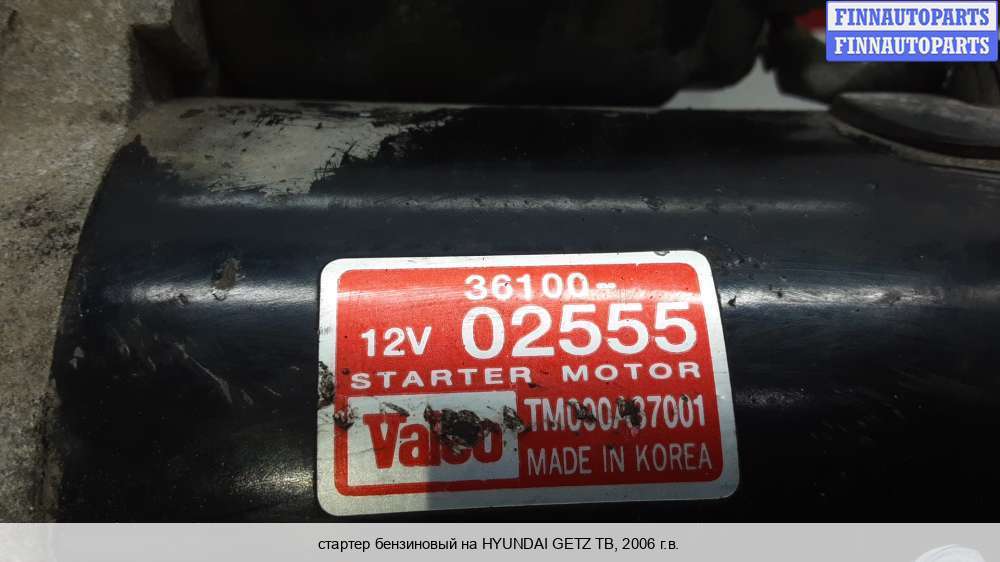 FINNAUTOPARTS
FINNAUTOPARTS
36100-
12V 02555
STARTER MOTOR
Valeo
MADE IN KOREA
стартер бензиновый на HYUNDAI GETZ TB, 2006 г.в.